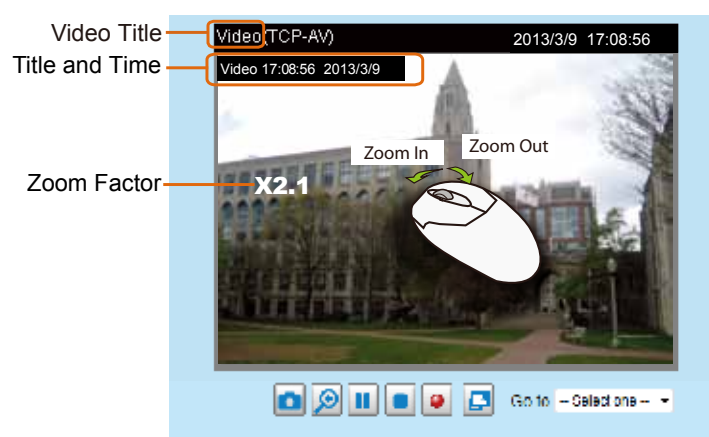 Video Title
Video(TCP-AV) 2013/3/9 17:08:56
Title and Time
Video 17:08:56 2013/3/9
Zoom In Zoom Out
Zoom Factor
X2.1
Go to -- Select one --